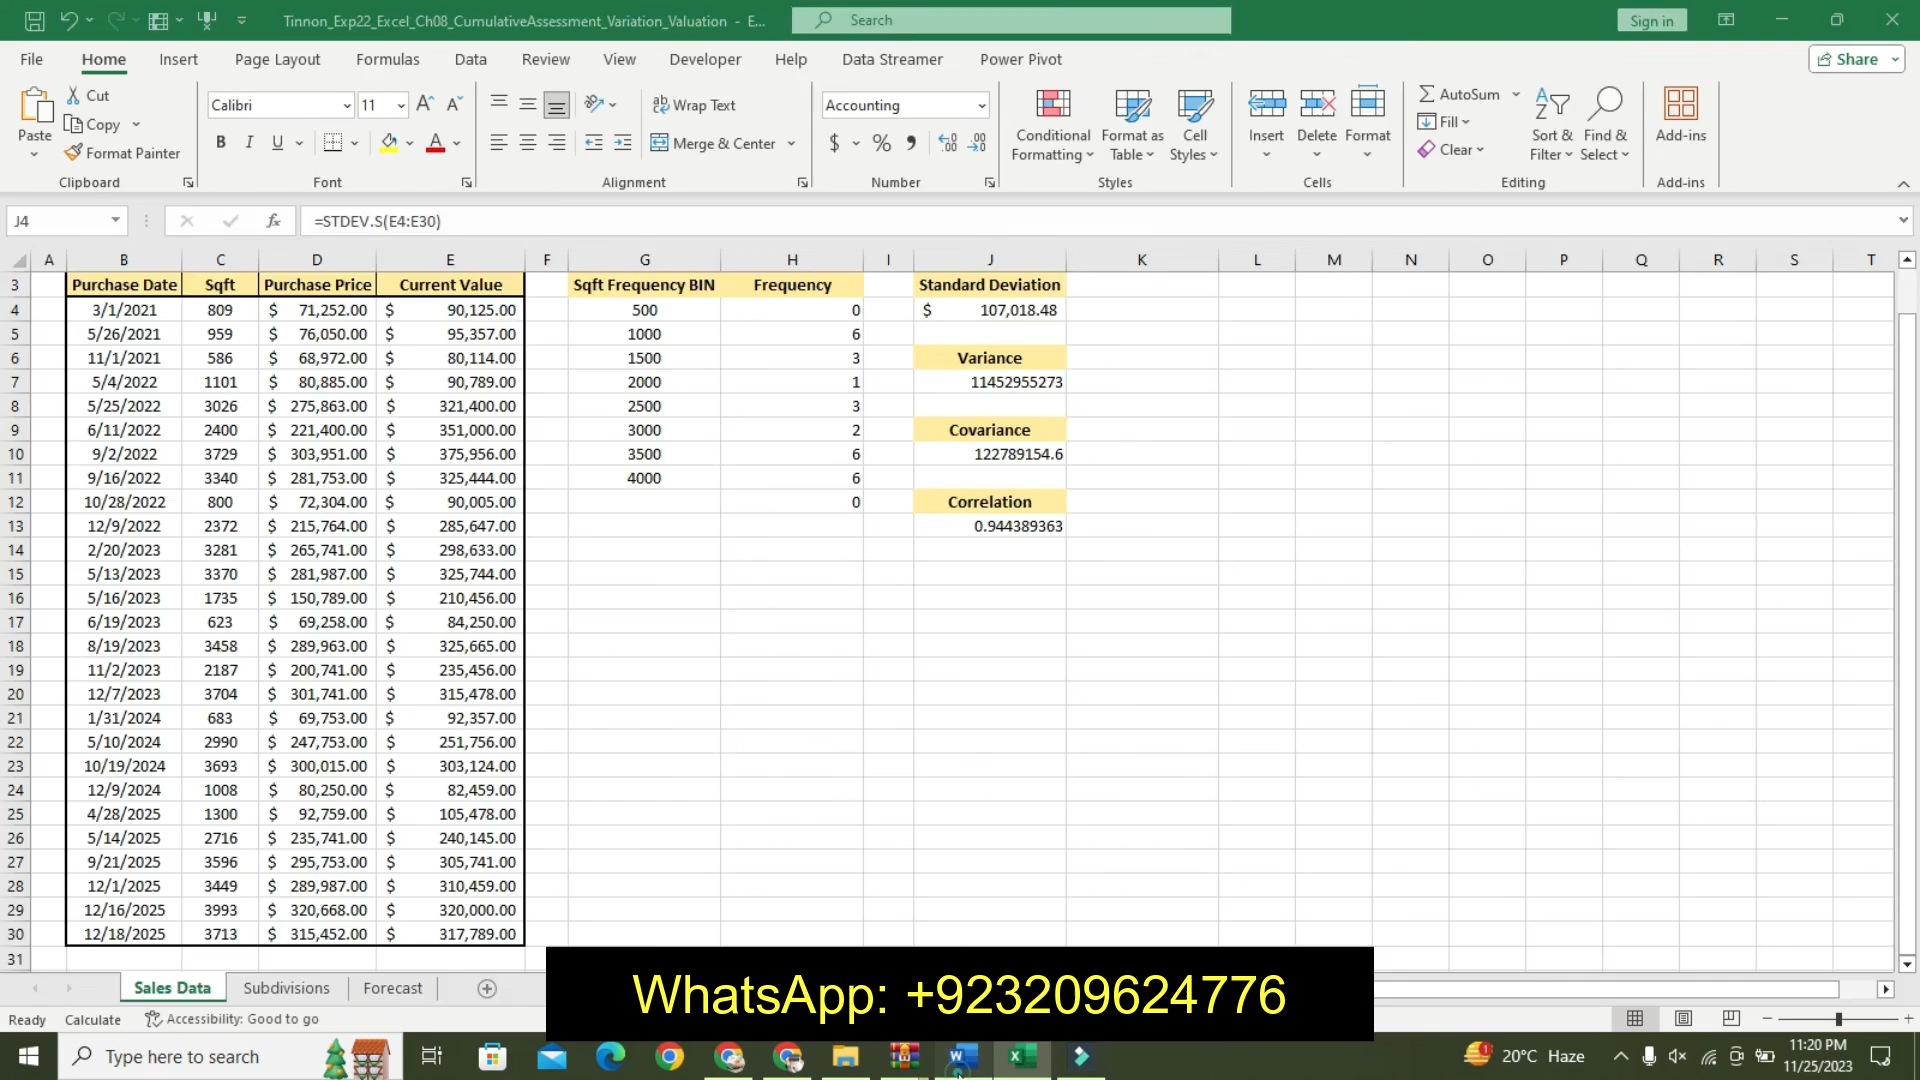 Tinnon_Exp22_Excel_Ch08_CumulativeAssessment_Variation_Valuation - E...
Search
Sign in
File Home Insert Page Layout Formulas Data Review View Developer Help Data Streamer Power Pivot
Share
Paste
Cut
Copy
Format Painter
Clipboard
Calibri 11
B I U
Font
Wrap Text
Merge & Center
Alignment
Accounting
$ % ,
Number
Conditional Formatting
Format as Table
Cell Styles
Styles
Insert
Delete
Format
Cells
AutoSum
Fill
Clear
Sort & Filter
Find & Select
Editing
Add-ins
Add-ins
J4 fx =STDEV.S(E4:E30)
A B C D E F G H I J K L M N O P Q R S T
3 Purchase Date Sqft Purchase Price Current Value Sqft Frequency BIN Frequency Standard Deviation
4 3/1/2021 809 $ 71,252.00 $ 90,125.00 500 0 $ 107,018.48
5 5/26/2021 959 $ 76,050.00 $ 95,357.00 1000 6
6 11/1/2021 586 $ 68,972.00 $ 80,114.00 1500 3 Variance
7 5/4/2022 1101 $ 80,885.00 $ 90,789.00 2000 1 11452955273
8 5/25/2022 3026 $ 275,863.00 $ 321,400.00 2500 3
9 6/11/2022 2400 $ 221,400.00 $ 351,000.00 3000 2 Covariance
10 9/2/2022 3729 $ 303,951.00 $ 375,956.00 3500 6 122789154.6
11 9/16/2022 3340 $ 281,753.00 $ 325,444.00 4000 6
12 10/28/2022 800 $ 72,304.00 $ 90,005.00 0 Correlation
13 12/9/2022 2372 $ 215,764.00 $ 285,647.00 0.944389363
14 2/20/2023 3281 $ 265,741.00 $ 298,633.00
15 5/13/2023 3370 $ 281,987.00 $ 325,744.00
16 5/16/2023 1735 $ 150,789.00 $ 210,456.00
17 6/19/2023 623 $ 69,258.00 $ 84,250.00
18 8/19/2023 3458 $ 289,963.00 $ 325,665.00
19 11/2/2023 2187 $ 200,741.00 $ 235,456.00
20 12/7/2023 3704 $ 301,741.00 $ 315,478.00
21 1/31/2024 683 $ 69,753.00 $ 92,357.00
22 5/10/2024 2990 $ 247,753.00 $ 251,756.00
23 10/19/2024 3693 $ 300,015.00 $ 303,124.00
24 12/9/2024 1008 $ 80,250.00 $ 82,459.00
25 4/28/2025 1300 $ 92,759.00 $ 105,478.00
26 5/14/2025 2716 $ 235,741.00 $ 240,145.00
27 9/21/2025 3596 $ 295,753.00 $ 305,741.00
28 12/1/2025 3449 $ 289,987.00 $ 310,459.00
29 12/16/2025 3993 $ 320,668.00 $ 320,000.00
30 12/18/2025 3713 $ 315,452.00 $ 317,789.00
31
Sales Data Subdivisions Forecast
WhatsApp: +923209624776
Ready Calculate Accessibility: Good to go
Type here to search
20°C Haze
11:20 PM
11/25/2023